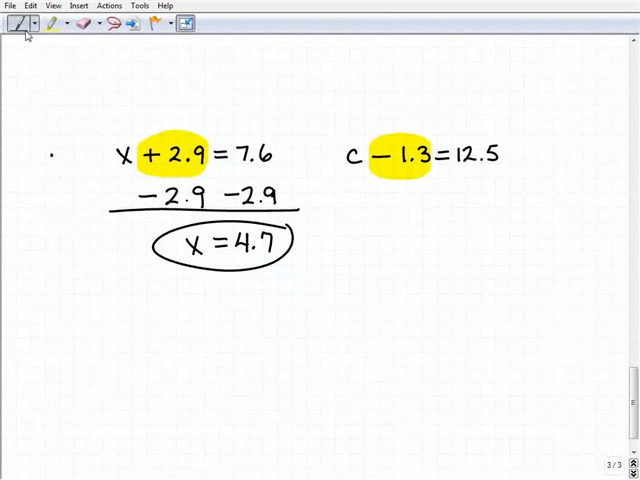 File Edit View Insert Actions Tools Help
x + 2.9 = 7.6 c − 1.3 = 12.5
− 2.9 − 2.9
x = 4.7
3/3